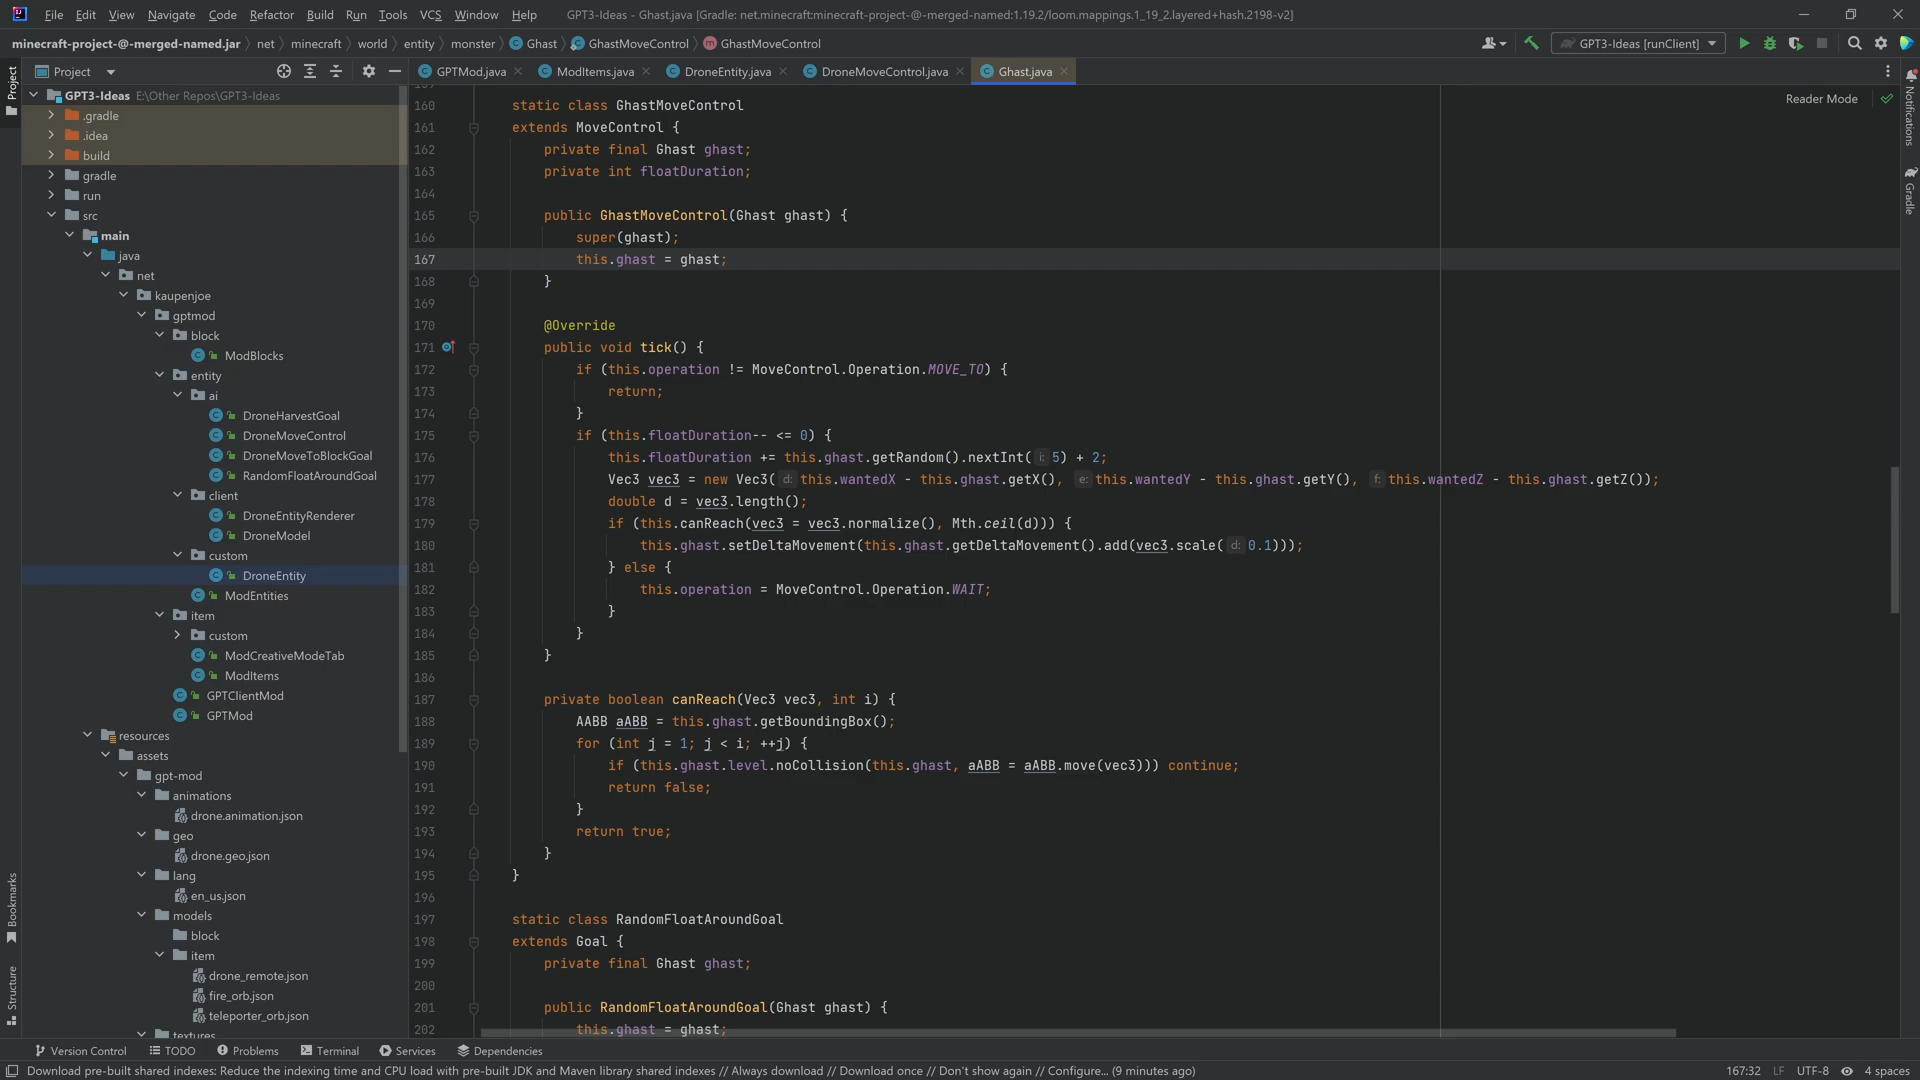 File Edit View Navigate Code Refactor Build Run Tools VCS Window Help GPT3-Ideas - Ghast.java [Gradle: net.minecraft:minecraft-project-@-merged-named:1.19.2/loom.mappings.1_19_2.layered+hash.2198-v2]
minecraft-project-@-merged-named.jar net minecraft world entity monster Ghast GhastMoveControl GhastMoveControl GPT3-Ideas [runClient]
Project GPTMod.java ModItems.java DroneEntity.java DroneMoveControl.java Ghast.java
Project
Notifications
Gradle
Bookmarks
Structure
Reader Mode
GPT3-Ideas E:\Other Repos\GPT3-Ideas
.gradle
.idea
build
gradle
run
src
main
java
net
kaupenjoe
gptmod
block
ModBlocks
entity
ai
DroneHarvestGoal
DroneMoveControl
DroneMoveToBlockGoal
RandomFloatAroundGoal
client
DroneEntityRenderer
DroneModel
custom
DroneEntity
ModEntities
item
custom
ModCreativeModeTab
ModItems
GPTClientMod
GPTMod
resources
assets
gpt-mod
animations
drone.animation.json
geo
drone.geo.json
lang
en_us.json
models
block
item
drone_remote.json
fire_orb.json
teleporter_orb.json
textures
160 static class GhastMoveControl
161 extends MoveControl {
162 private final Ghast ghast;
163 private int floatDuration;
164
165 public GhastMoveControl(Ghast ghast) {
166 super(ghast);
167 this.ghast = ghast;
168 }
169
170 @Override
171 public void tick() {
172 if (this.operation != MoveControl.Operation.MOVE_TO) {
173 return;
174 }
175 if (this.floatDuration-- <= 0) {
176 this.floatDuration += this.ghast.getRandom().nextInt( i: 5) + 2;
177 Vec3 vec3 = new Vec3( d: this.wantedX - this.ghast.getX(), e: this.wantedY - this.ghast.getY(), f: this.wantedZ - this.ghast.getZ());
178 double d = vec3.length();
179 if (this.canReach(vec3 = vec3.normalize(), Mth.ceil(d))) {
180 this.ghast.setDeltaMovement(this.ghast.getDeltaMovement().add(vec3.scale( d: 0.1)));
181 } else {
182 this.operation = MoveControl.Operation.WAIT;
183 }
184 }
185 }
186
187 private boolean canReach(Vec3 vec3, int i) {
188 AABB aABB = this.ghast.getBoundingBox();
189 for (int j = 1; j < i; ++j) {
190 if (this.ghast.level.noCollision(this.ghast, aABB = aABB.move(vec3))) continue;
191 return false;
192 }
193 return true;
194 }
195 }
196
197 static class RandomFloatAroundGoal
198 extends Goal {
199 private final Ghast ghast;
200
201 public RandomFloatAroundGoal(Ghast ghast) {
202 this.ghast = ghast;
Version Control TODO Problems Terminal Services Dependencies
Download pre-built shared indexes: Reduce the indexing time and CPU load with pre-built JDK and Maven library shared indexes // Always download // Download once // Don't show again // Configure... (9 minutes ago) 167:32 LF UTF-8 4 spaces